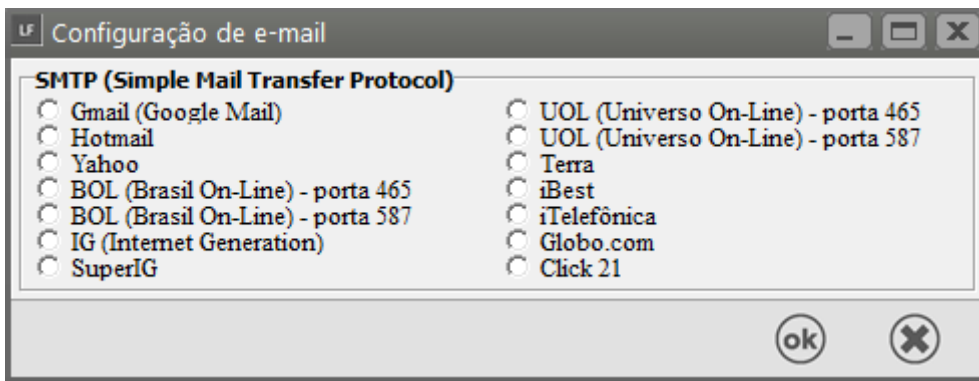 LF Configuração de e-mail
SMTP (Simple Mail Transfer Protocol)
Gmail (Google Mail)
Hotmail
Yahoo
BOL (Brasil On-Line) - porta 465
BOL (Brasil On-Line) - porta 587
IG (Internet Generation)
SuperIG
UOL (Universo On-Line) - porta 465
UOL (Universo On-Line) - porta 587
Terra
iBest
iTelefônica
Globo.com
Click 21
ok